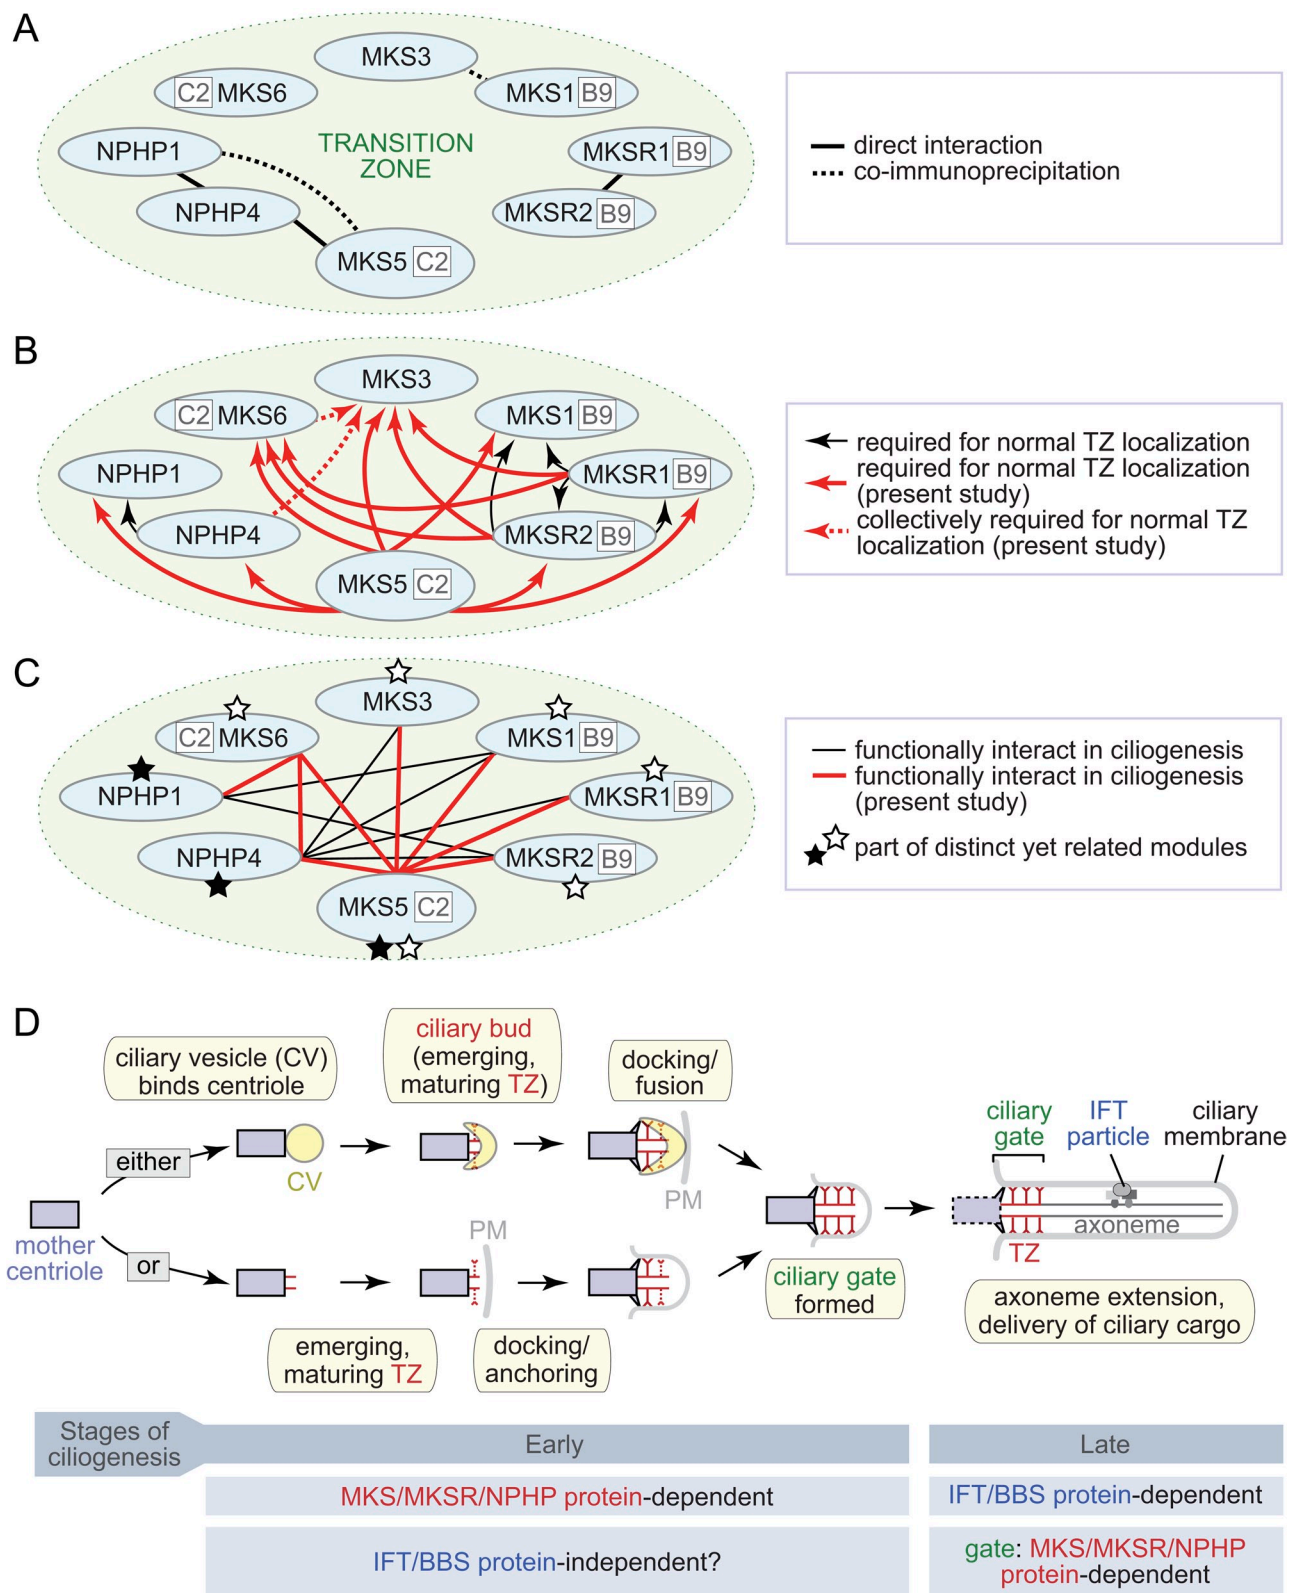 A
MKS3
C2 MKS6
MKS1 B9
NPHP1
TRANSITION
ZONE
MKSR1 B9
NPHP4
MKSR2 B9
MKS5 C2
direct interaction
co-immunoprecipitation
B
MKS3
C2 MKS6
MKS1 B9
NPHP1
MKSR1 B9
NPHP4
MKSR2 B9
MKS5 C2
required for normal TZ localization
required for normal TZ localization
(present study)
collectively required for normal TZ
localization (present study)
C
MKS3
C2 MKS6
MKS1 B9
NPHP1
MKSR1 B9
NPHP4
MKSR2 B9
MKS5 C2
functionally interact in ciliogenesis
functionally interact in ciliogenesis
(present study)
part of distinct yet related modules
D
ciliary vesicle (CV)
binds centriole
ciliary bud
(emerging,
maturing TZ)
docking/
fusion
ciliary
gate
IFT
particle
ciliary
membrane
either
CV
PM
mother
centriole
or
PM
axoneme
TZ
ciliary gate
formed
emerging,
maturing TZ
docking/
anchoring
axoneme extension,
delivery of ciliary cargo
Stages of
ciliogenesis
Early
Late
MKS/MKSR/NPHP protein-dependent
IFT/BBS protein-dependent
IFT/BBS protein-independent?
gate: MKS/MKSR/NPHP
protein-dependent